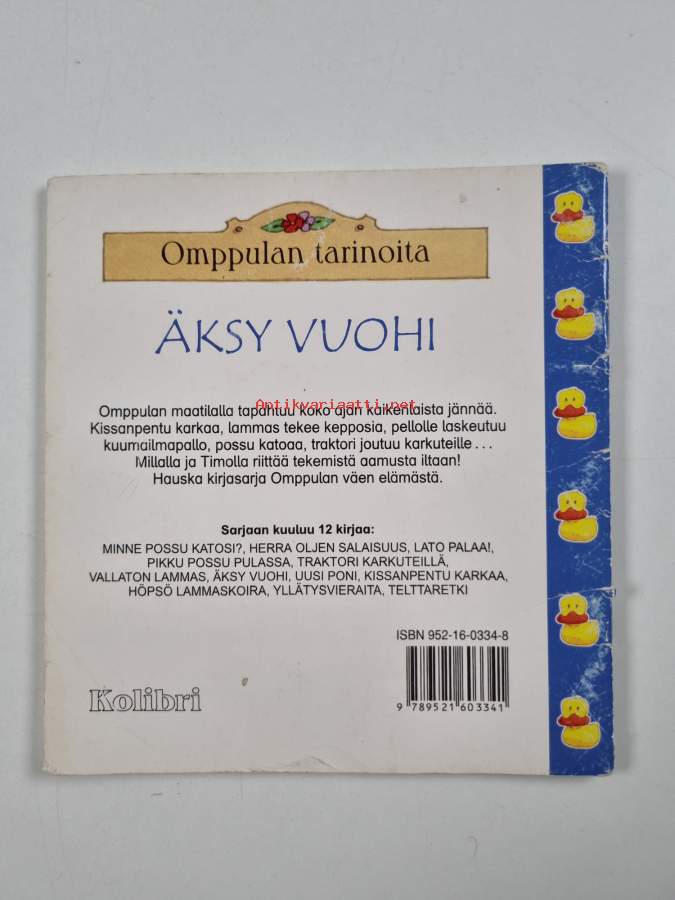 Omppulan tarinoita
ÄKSY VUOHI
Antikvariaatti.net
Omppulan maatilalla tapahtuu koko ajan kaikenlaista jännää.
Kissanpentu karkaa, lammas tekee kepposia, pellolle laskeutuu
kuumailmapallo, possu katoaa, traktori joutuu karkuteille...
Millalla ja Timolla riittää tekemistä aamusta iltaan!
Hauska kirjasarja Omppulan väen elämästä.
Sarjaan kuuluu 12 kirjaa:
MINNE POSSU KATOSI?, HERRA OLJEN SALAISUUS, LATO PALAA!,
PIKKU POSSU PULASSA, TRAKTORI KARKUTEILLÄ,
VALLATON LAMMAS, ÄKSY VUOHI, UUSI PONI, KISSANPENTU KARKAA,
HÖPSÖ LAMMASKOIRA, YLLÄTYSVIERAITA, TELTTARETKI
ISBN 952-16-0334-8
Kolibri
9 789521 603341